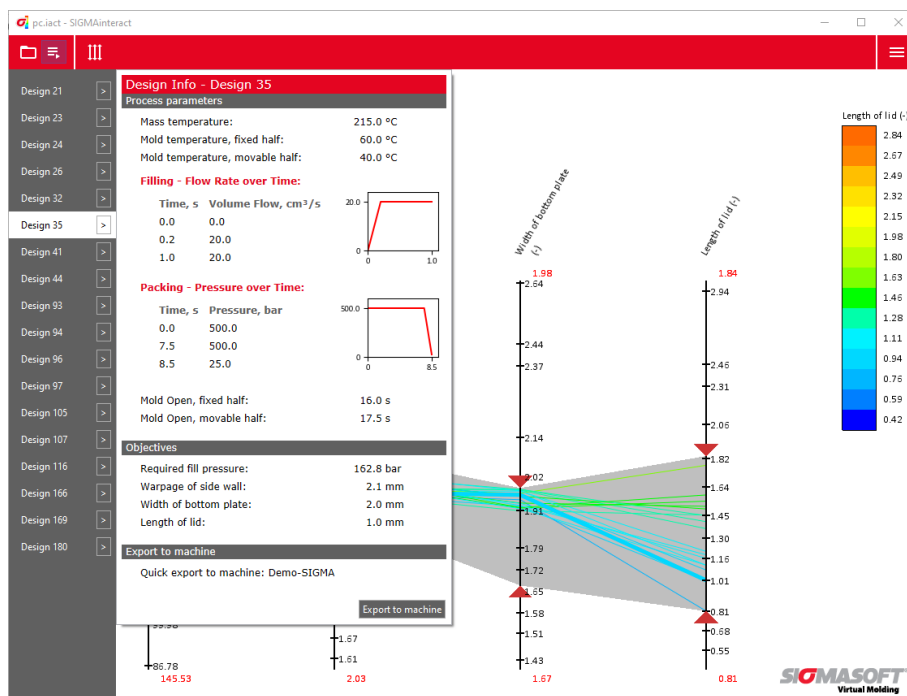 pc.iact - SIGMAinteract
Design 21 >
Design 23 >
Design 24 >
Design 26 >
Design 32 >
Design 35 >
Design 41 >
Design 44 >
Design 93 >
Design 94 >
Design 96 >
Design 97 >
Design 105 >
Design 107 >
Design 116 >
Design 166 >
Design 169 >
Design 180 >
Design Info - Design 35
Process parameters
Mass temperature: 215.0 °C
Mold temperature, fixed half: 60.0 °C
Mold temperature, movable half: 40.0 °C
Filling - Flow Rate over Time:
Time, s Volume Flow, cm³/s
0.0 0.0
0.2 20.0
1.0 20.0
20.0
0
0 1.0
Packing - Pressure over Time:
Time, s Pressure, bar
0.0 500.0
7.5 500.0
8.5 25.0
500.0
0
0 8.5
Mold Open, fixed half: 16.0 s
Mold Open, movable half: 17.5 s
Objectives
Required fill pressure: 162.8 bar
Warpage of side wall: 2.1 mm
Width of bottom plate: 2.0 mm
Length of lid: 1.0 mm
Export to machine
Quick export to machine: Demo-SIGMA
Export to machine
99.98
86.78
145.53
1.67
1.61
2.03
Width of bottom plate
(-)
1.98
2.64
2.44
2.37
2.14
2.02
1.91
1.79
1.72
1.65
1.58
1.51
1.43
1.67
Length of lid (-)
1.84
2.94
2.46
2.31
2.06
1.82
1.64
1.45
1.30
1.16
1.01
0.81
0.68
0.55
0.81
Length of lid (-)
2.84
2.67
2.49
2.32
2.15
1.98
1.80
1.63
1.46
1.28
1.11
0.94
0.76
0.59
0.42
SIGMASOFT
Virtual Molding